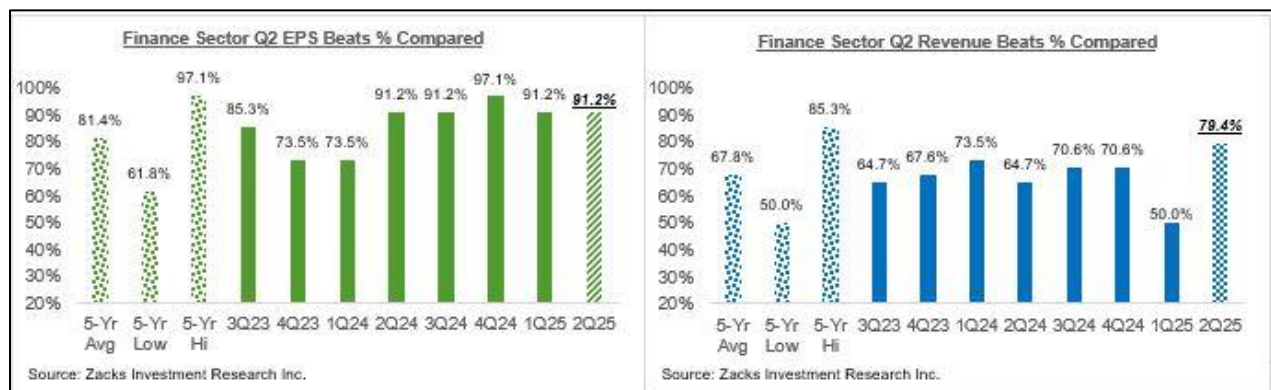 Finance Sector Q2 EPS Beats % Compared
100%
90%
80%
70%
60%
50%
40%
30%
20%
81.4%
61.8%
97.1%
85.3%
73.5%
73.5%
91.2%
91.2%
97.1%
91.2%
91.2%
5-Yr Avg
5-Yr Low
5-Yr Hi
3Q23
4Q23
1Q24
2Q24
3Q24
4Q24
1Q25
2Q25
Source: Zacks Investment Research Inc.
Finance Sector Q2 Revenue Beats % Compared
100%
90%
80%
70%
60%
50%
40%
30%
20%
67.8%
50.0%
85.3%
64.7%
67.6%
73.5%
64.7%
70.6%
70.6%
50.0%
79.4%
5-Yr Avg
5-Yr Low
5-Yr Hi
3Q23
4Q23
1Q24
2Q24
3Q24
4Q24
1Q25
2Q25
Source: Zacks Investment Research Inc.